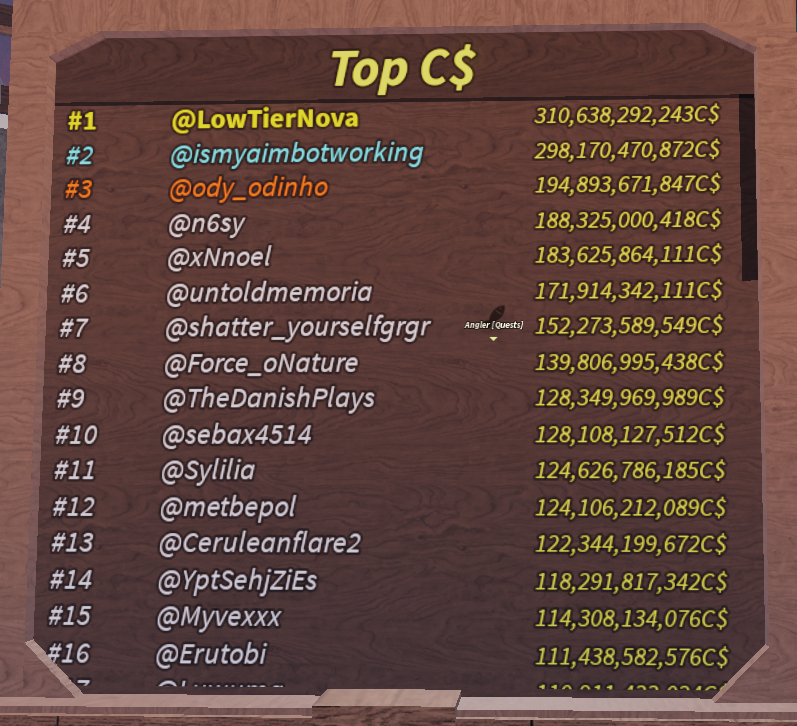 Top C$
#1 @LowTierNova 310,638,292,243C$
#2 @ismyaimbotworking 298,170,470,872C$
#3 @ody_odinho 194,893,671,847C$
#4 @n6sy 188,325,000,418C$
#5 @xNnoel 183,625,864,111C$
#6 @untoldmemoria 171,914,342,111C$
#7 @shatter_yourselfgrgr Angler [Quests] 152,273,589,549C$
#8 @Force_oNature 139,806,995,438C$
#9 @TheDanishPlays 128,349,969,989C$
#10 @sebax4514 128,108,127,512C$
#11 @Sylilia 124,626,786,185C$
#12 @metbepol 124,106,212,089C$
#13 @Ceruleanflare2 122,344,199,672C$
#14 @YptSehjZiEs 118,291,817,342C$
#15 @Myvexxx 114,308,134,076C$
#16 @Erutobi 111,438,582,576C$